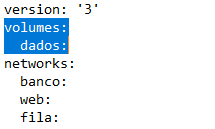 version: '3'
volumes:
  dados:
networks:
  banco:
  web:
  fila: